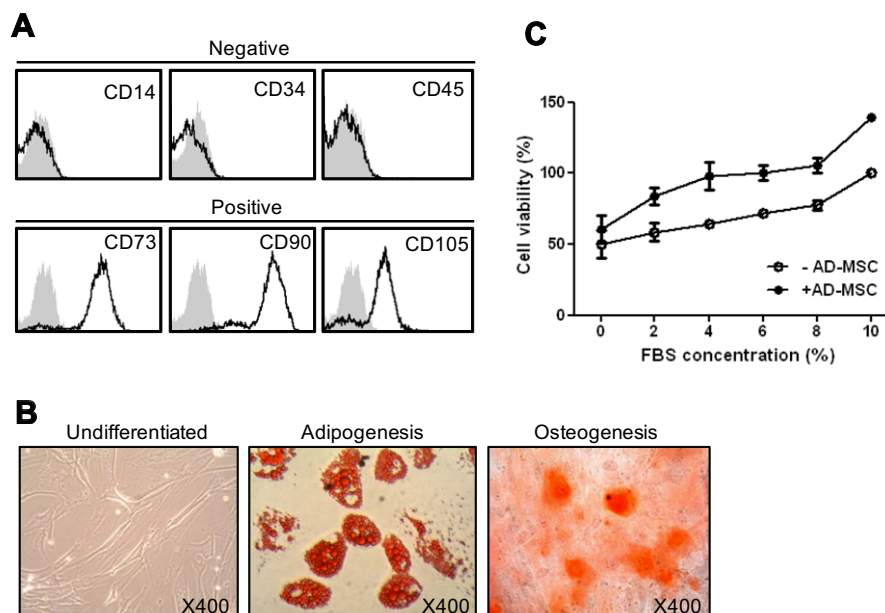 A
Negative
CD14
CD34
CD45
Positive
CD73
CD90
CD105
C
150
100
50
0
Cell viability (%)
- AD-MSC
+AD-MSC
0 2 4 6 8 10
FBS concentration (%)
B
Undifferentiated
Adipogenesis
Osteogenesis
X400
X400
X400